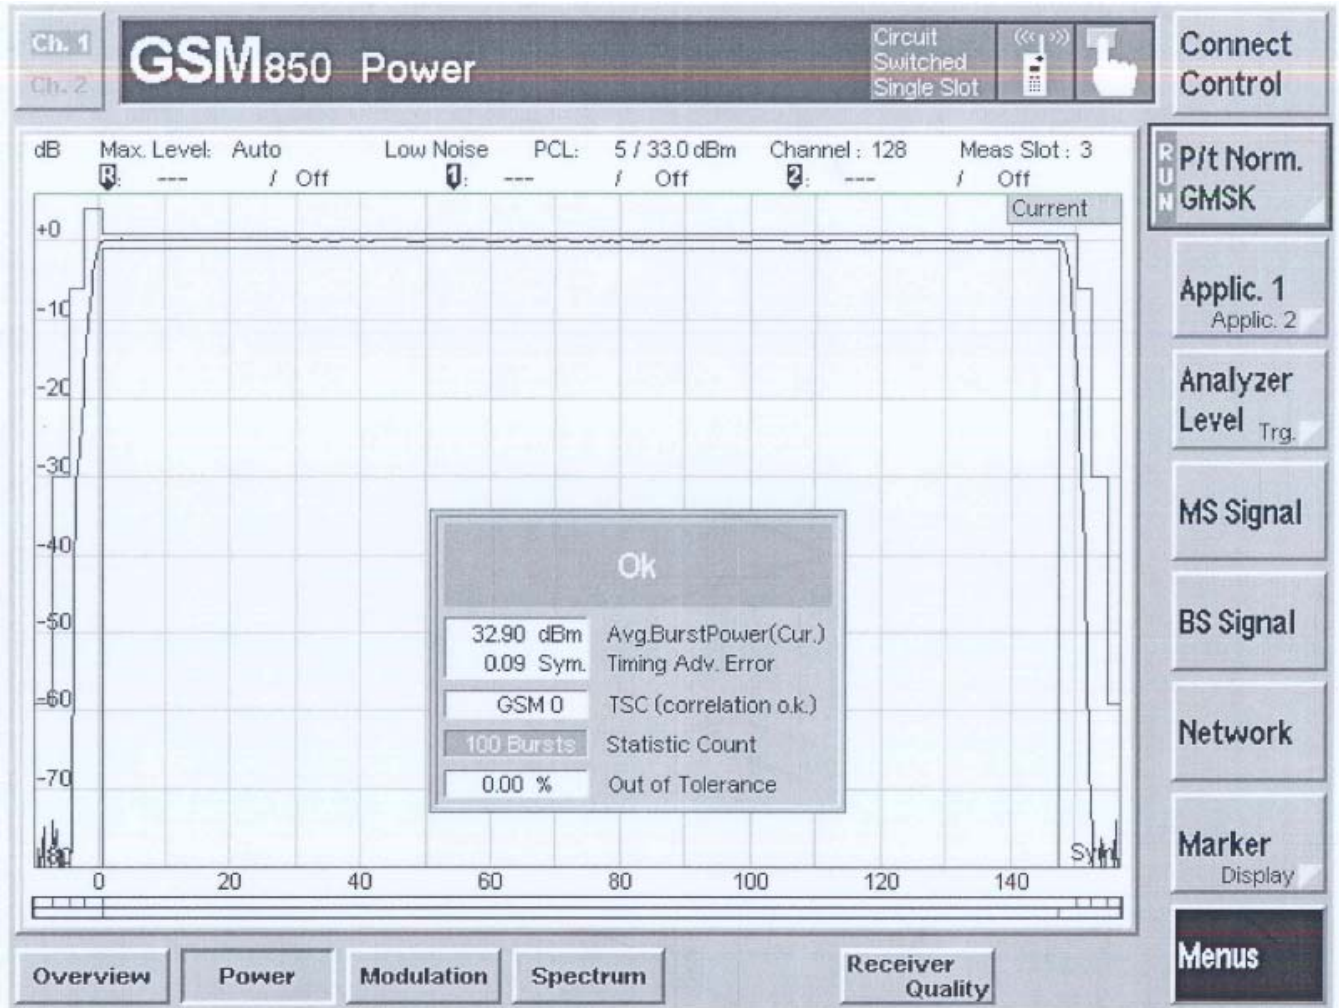 Ch. 1
Ch. 2
GSM850 Power
Circuit
Switched
Single Slot
Connect
Control
dB Max. Level: Auto Low Noise PCL: 5 / 33.0 dBm Channel : 128 Meas Slot : 3
R: --- / Off 1: --- / Off 2: --- / Off
Current
RUN
P/t Norm.
GMSK
Applic. 1
Applic. 2
Analyzer
Level Trg.
MS Signal
BS Signal
Network
Marker
Display
Menus
+0
-10
-20
-30
-40
-50
-60
-70
-80
Ok
32.90 dBm Avg.BurstPower(Cur.)
0.09 Sym. Timing Adv. Error
GSM 0 TSC (correlation o.k.)
100 Bursts Statistic Count
0.00 % Out of Tolerance
0 20 40 60 80 100 120 140
Overview Power Modulation Spectrum Receiver
Quality